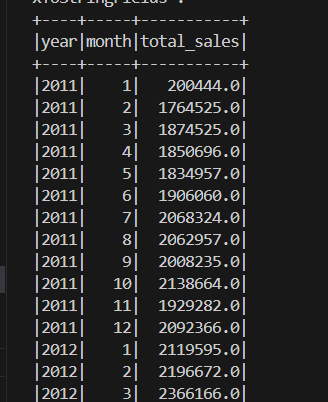 +----+-----+-----------+
|year|month|total_sales|
+----+-----+-----------+
|2011|    1|   200444.0|
|2011|    2|  1764525.0|
|2011|    3|  1874525.0|
|2011|    4|  1850696.0|
|2011|    5|  1834957.0|
|2011|    6|  1906060.0|
|2011|    7|  2068324.0|
|2011|    8|  2062957.0|
|2011|    9|  2008235.0|
|2011|   10|  2138664.0|
|2011|   11|  1929282.0|
|2011|   12|  2092366.0|
|2012|    1|  2119595.0|
|2012|    2|  2196672.0|
|2012|    3|  2366166.0|